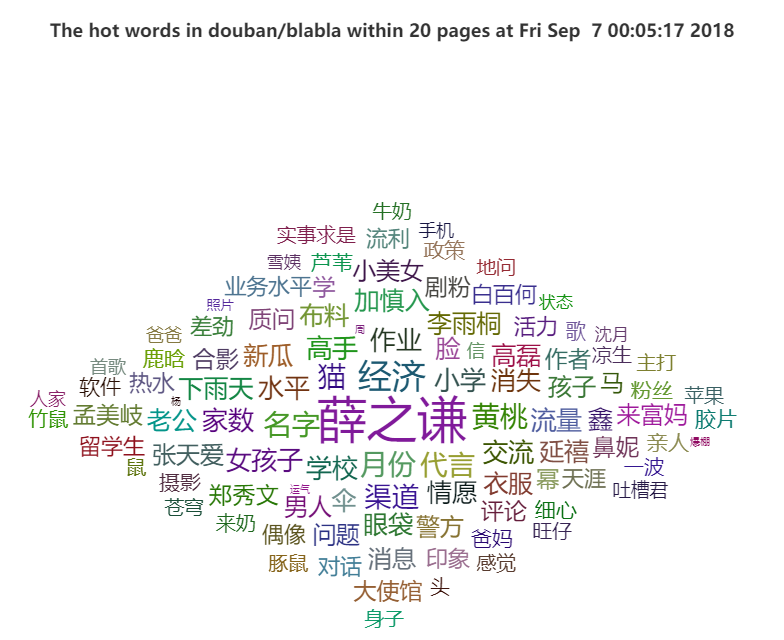 The hot words in douban/blabla within 20 pages at Fri Sep 7 00:05:17 2018
牛奶
实事求是 流利 手机
政策
雪姨 芦苇 小美女 地问
业务水平 学 加慎入 剧粉 白百何 状态
照片 差劲 质问 布料 周 李雨桐 活力 歌 沈月
爸爸 鹿晗 合影 新瓜 高手 作业 脸 信 高磊 作者 凉生 主打
首歌 软件 热水 下雨天 水平 猫 经济 小学 消失 孩子 马 粉丝 苹果
人家 竹鼠 孟美岐 杨 老公 家数 名字 薛之谦 黄桃 流量 鑫 来富妈 胶片
留学生 鼠 张天爱 女孩子 学校 月份 代言 交流 延禧 鼻妮 亲人 爆棚
摄影 苍穹 郑秀文 运气 男人 伞 渠道 情愿 衣服 幂 天涯 一波 吐槽君
来奶 偶像 问题 眼袋 警方 爸妈 评论 细心 旺仔
豚鼠 对话 消息 印象 感觉
大使馆 头
身子